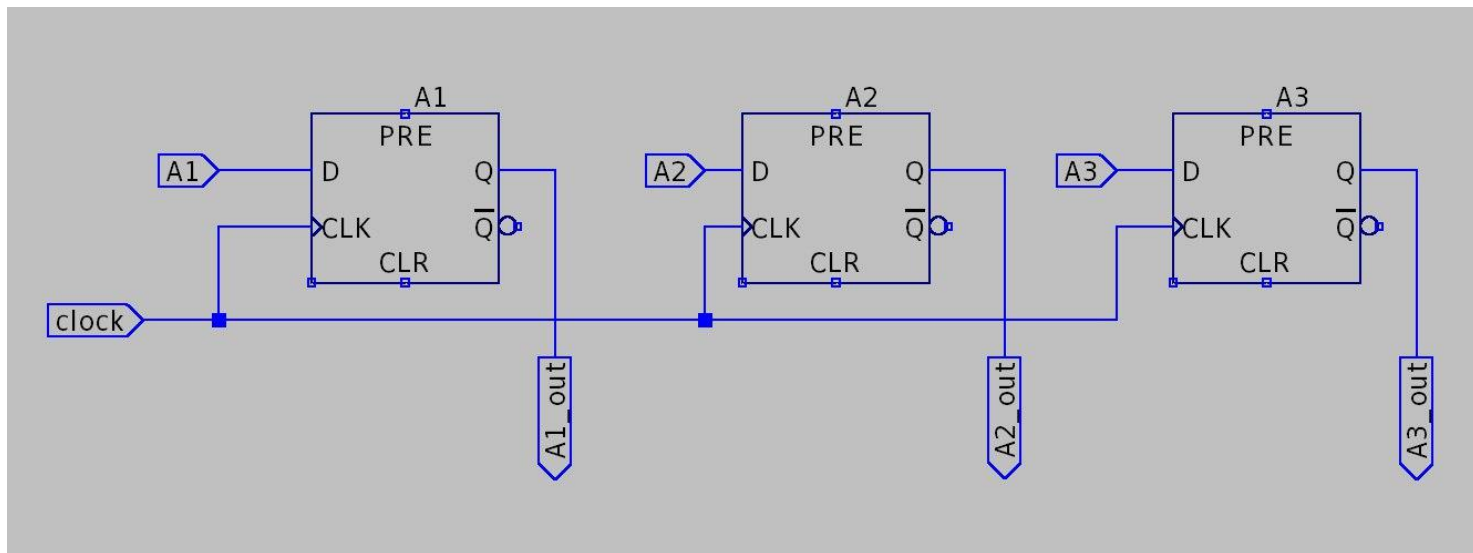 A1 A2 A3
PRE PRE PRE
A1 D Q A2 D Q A3 D Q
CLK Q̅ CLK Q̅ CLK Q̅
CLR CLR CLR
clock
A1_out A2_out A3_out